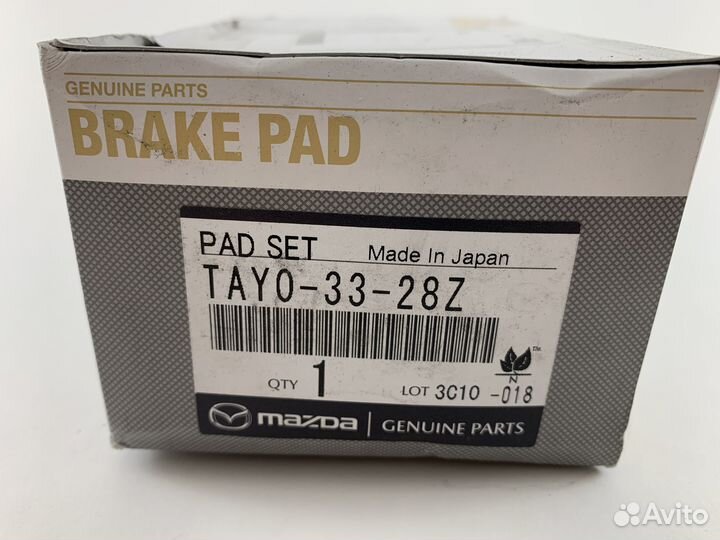 GENUINE PARTS
BRAKE PAD
PAD SET Made In Japan
TAY0-33-28Z
QTY 1 LOT 3C10 -018
TM
N
mazda GENUINE PARTS
Avito